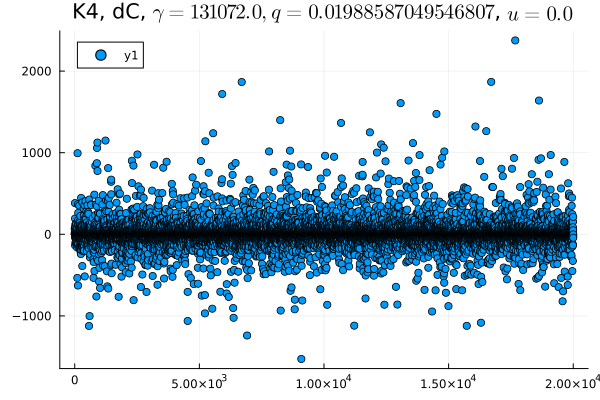 K4, dC, γ = 131072.0, q = 0.01988587049546807, u = 0.0
y1
2000
1000
0
−1000
0 5.00×10³ 1.00×10⁴ 1.50×10⁴ 2.00×10⁴